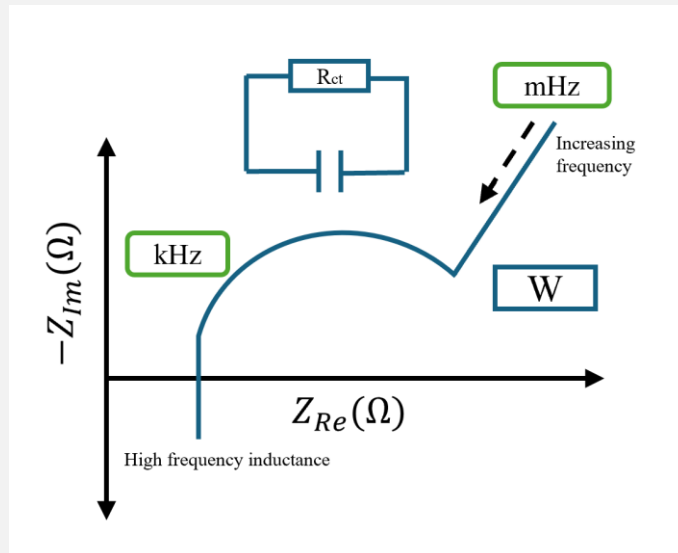 Rct
mHz
Increasing
frequency
kHz
W
−Z_Im(Ω)
Z_Re(Ω)
High frequency inductance